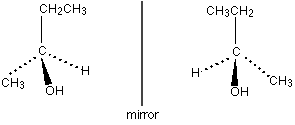 CH₂CH₃ CH₃CH₂
C C
H H
CH₃ CH₃
OH OH
mirror